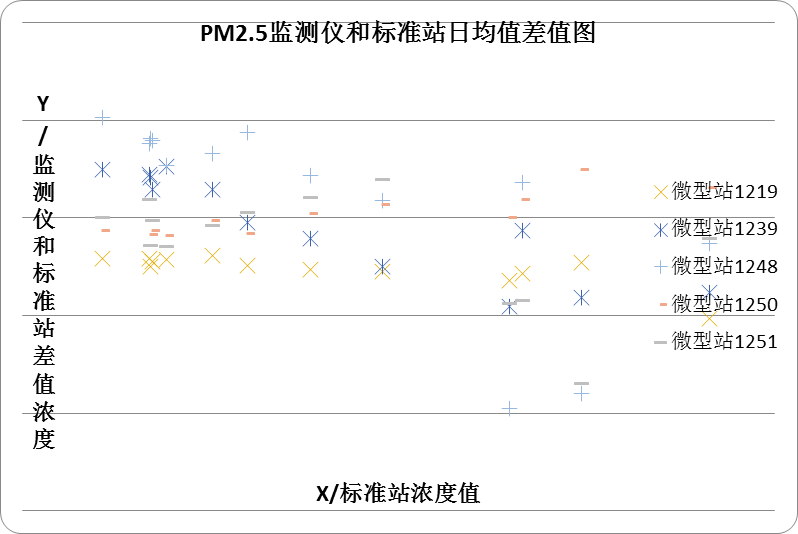 PM2.5监测仪和标准站日均值差值图
Y
/
监
测
仪
和
标
准
站
差
值
浓
度
微型站1219
微型站1239
微型站1248
微型站1250
微型站1251
X/标准站浓度值